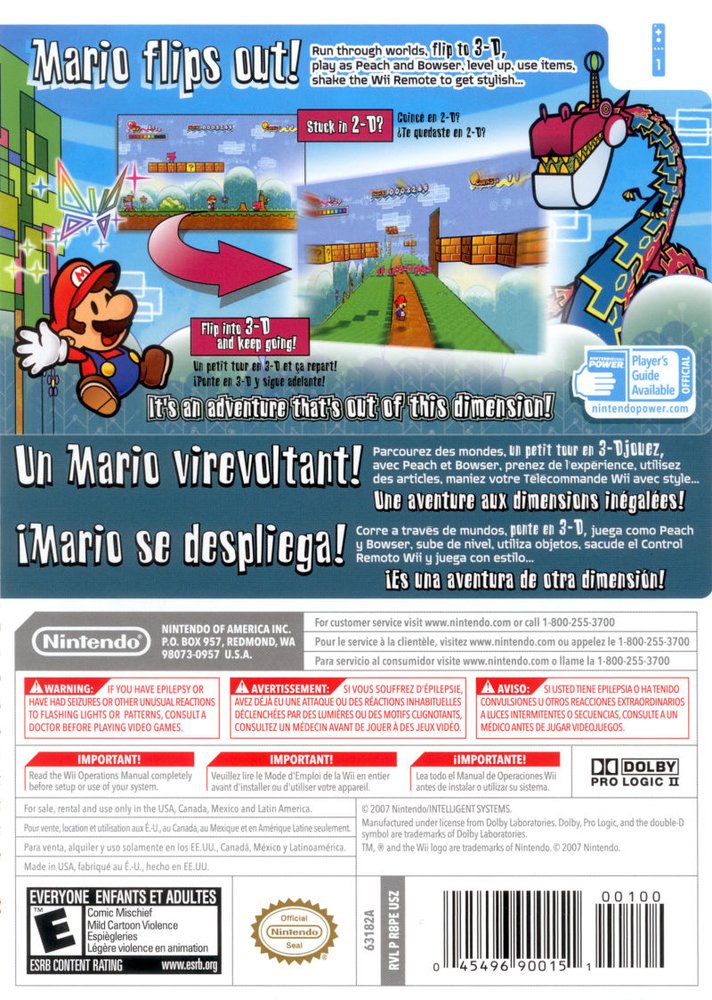 Mario flips out!
Run through worlds, flip to 3-D,
play as Peach and Bowser, level up, use items,
shake the Wii Remote to get stylish...
1
Stuck in 2-D?
Coincé en 2-D?
¿Te quedaste en 2-D?
Flip into 3-D
and keep going!
Un petit tour en 3-D et ça repart!
¡Ponte en 3-D y sigue adelante!
NINTENDO
POWER
Player's
Guide
Available
OFFICIAL
nintendopower.com
It's an adventure that's out of this dimension!
Un Mario virevoltant!
Parcourez des mondes, un petit tour en 3-D jouez,
avec Peach et Bowser, prenez de l'expérience, utilisez
des articles, maniez votre Télécommande Wii avec style...
Une aventure aux dimensions inégalées!
¡Mario se despliega!
Corre a través de mundos, ponte en 3-D, juega como Peach
y Bowser, sube de nivel, utiliza objetos, sacude el Control
Remoto Wii y juega con estilo...
¡Es una aventura de otra dimensión!
Nintendo®
NINTENDO OF AMERICA INC.
P.O. BOX 957, REDMOND, WA
98073-0957 U.S.A.
For customer service visit www.nintendo.com or call 1-800-255-3700
Pour le service à la clientèle, visitez www.nintendo.com ou appelez le 1-800-255-3700
Para servicio al consumidor visite www.nintendo.com o llame la 1-800-255-3700
WARNING: IF YOU HAVE EPILEPSY OR
HAVE HAD SEIZURES OR OTHER UNUSUAL REACTIONS
TO FLASHING LIGHTS OR PATTERNS, CONSULT A
DOCTOR BEFORE PLAYING VIDEO GAMES.
AVERTISSEMENT: SI VOUS SOUFFREZ D'ÉPILEPSIE,
AVEZ DÉJÀ EU UNE ATTAQUE OU DES RÉACTIONS INHABITUELLES
DÉCLENCHÉES PAR DES LUMIÈRES OU DES MOTIFS CLIGNOTANTS,
CONSULTEZ UN MÉDECIN AVANT DE JOUER À DES JEUX VIDÉO.
AVISO: SI USTED TIENE EPILEPSIA O HA TENIDO
CONVULSIONES U OTROS REACCIONES EXTRAORDINARIOS
A LUCES INTERMITENTES O SECUENCIAS, CONSULTE A UN
MÉDICO ANTES DE JUGAR VIDEOJUEGOS.
IMPORTANT!
Read the Wii Operations Manual completely
before setup or use of your system.
IMPORTANT!
Veuillez lire le Mode d'Emploi de la Wii en entier
avant d'installer ou d'utiliser votre appareil.
¡IMPORTANTE!
Lea todo el Manual de Operaciones Wii
antes de instalar o utilizar su sistema.
DOLBY
PRO LOGIC II
For sale, rental and use only in the USA, Canada, Mexico and Latin America.
Pour vente, location et utilisation aux É.-U., au Canada, au Mexique et en Amérique Latine seulement.
Para venta, alquiler y uso solamente en los EE.UU., Canadá, México y Latinoamérica.
Made in USA, fabriqué au É.-U., hecho en EE.UU.
© 2007 Nintendo/INTELLIGENT SYSTEMS.
Manufactured under license from Dolby Laboratories. Dolby, Pro Logic, and the double-D
symbol are trademarks of Dolby Laboratories.
TM, ® and the Wii logo are trademarks of Nintendo. © 2007 Nintendo.
EVERYONE ENFANTS ET ADULTES
E
Comic Mischief
Mild Cartoon Violence
Espiègleries
Légère violence en animation
ESRB CONTENT RATING www.esrb.org
Official
Nintendo
Seal
63182A
RVL P R8PE USZ
00100
0 45496 90015 1